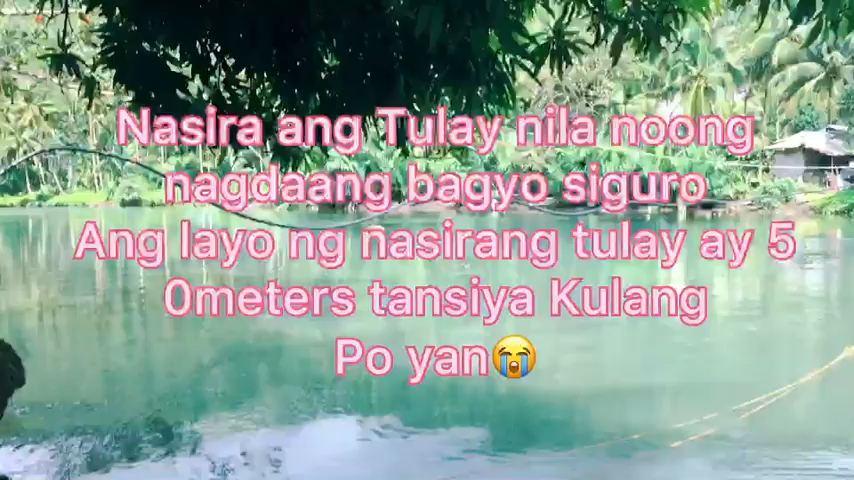 Nasira ang Tulay nila noong
nagdaang bagyo siguro
Ang layo ng nasirang tulay ay 5
0meters tansiya Kulang
Po yan😭